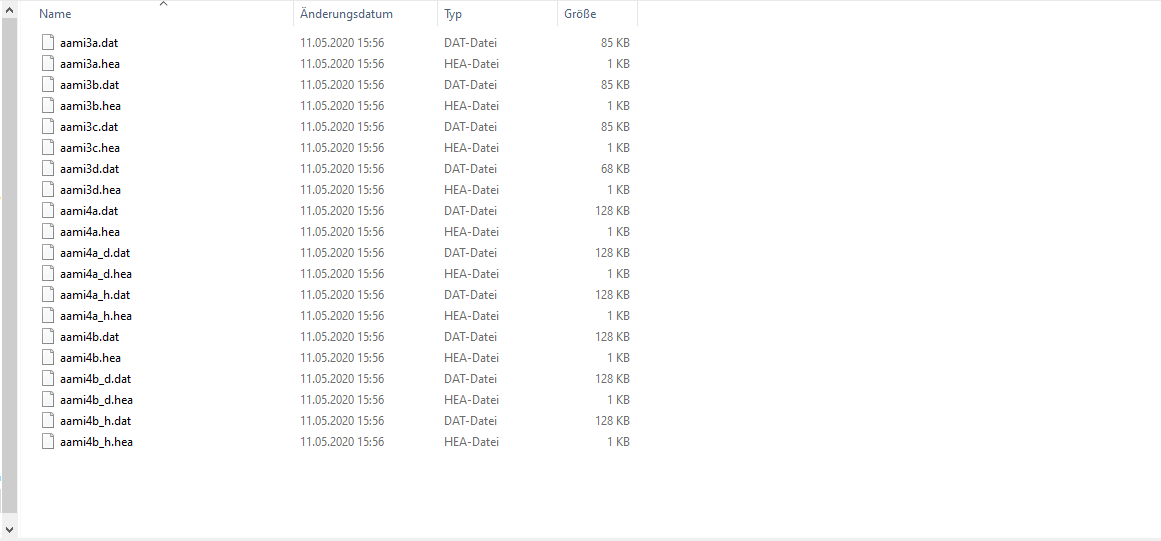 Name Änderungsdatum Typ Größe
aami3a.dat 11.05.2020 15:56 DAT-Datei 85 KB
aami3a.hea 11.05.2020 15:56 HEA-Datei 1 KB
aami3b.dat 11.05.2020 15:56 DAT-Datei 85 KB
aami3b.hea 11.05.2020 15:56 HEA-Datei 1 KB
aami3c.dat 11.05.2020 15:56 DAT-Datei 85 KB
aami3c.hea 11.05.2020 15:56 HEA-Datei 1 KB
aami3d.dat 11.05.2020 15:56 DAT-Datei 68 KB
aami3d.hea 11.05.2020 15:56 HEA-Datei 1 KB
aami4a.dat 11.05.2020 15:56 DAT-Datei 128 KB
aami4a.hea 11.05.2020 15:56 HEA-Datei 1 KB
aami4a_d.dat 11.05.2020 15:56 DAT-Datei 128 KB
aami4a_d.hea 11.05.2020 15:56 HEA-Datei 1 KB
aami4a_h.dat 11.05.2020 15:56 DAT-Datei 128 KB
aami4a_h.hea 11.05.2020 15:56 HEA-Datei 1 KB
aami4b.dat 11.05.2020 15:56 DAT-Datei 128 KB
aami4b.hea 11.05.2020 15:56 HEA-Datei 1 KB
aami4b_d.dat 11.05.2020 15:56 DAT-Datei 128 KB
aami4b_d.hea 11.05.2020 15:56 HEA-Datei 1 KB
aami4b_h.dat 11.05.2020 15:56 DAT-Datei 128 KB
aami4b_h.hea 11.05.2020 15:56 HEA-Datei 1 KB